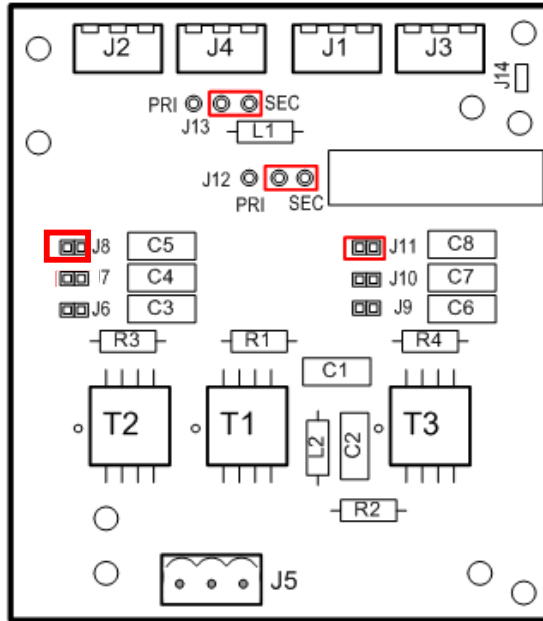 J2 J4 J1 J3
J14
PRI SEC
J13 L1
J12
PRI SEC
J8 C5 J11 C8
J7 C4 J10 C7
J6 C3 J9 C6
R3 R1 R4
C1
T2 T1 L2 C2 T3
R2
J5